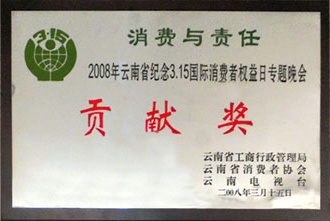 3·15
消费与责任
2008年云南省纪念3.15国际消费者权益日专题晚会
贡献奖
云南省工商行政管理局
云南省消费者协会
云南电视台
二00八年三月十五日